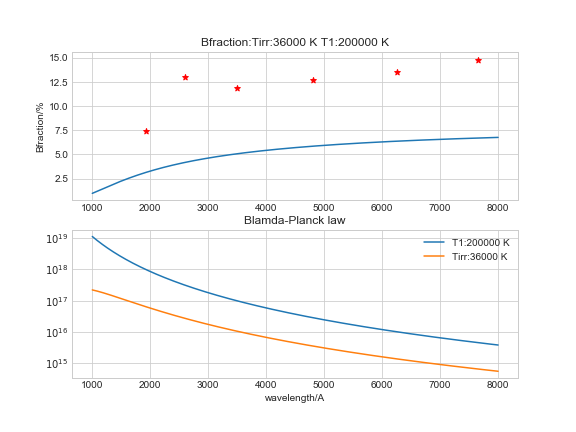 Bfraction:Tirr:36000 K T1:200000 K
Bfraction/%
15.0
12.5
10.0
7.5
5.0
2.5
1000 2000 3000 4000 5000 6000 7000 8000
Blamda-Planck law
10^19
10^18
10^17
10^16
10^15
T1:200000 K
Tirr:36000 K
1000 2000 3000 4000 5000 6000 7000 8000
wavelength/A